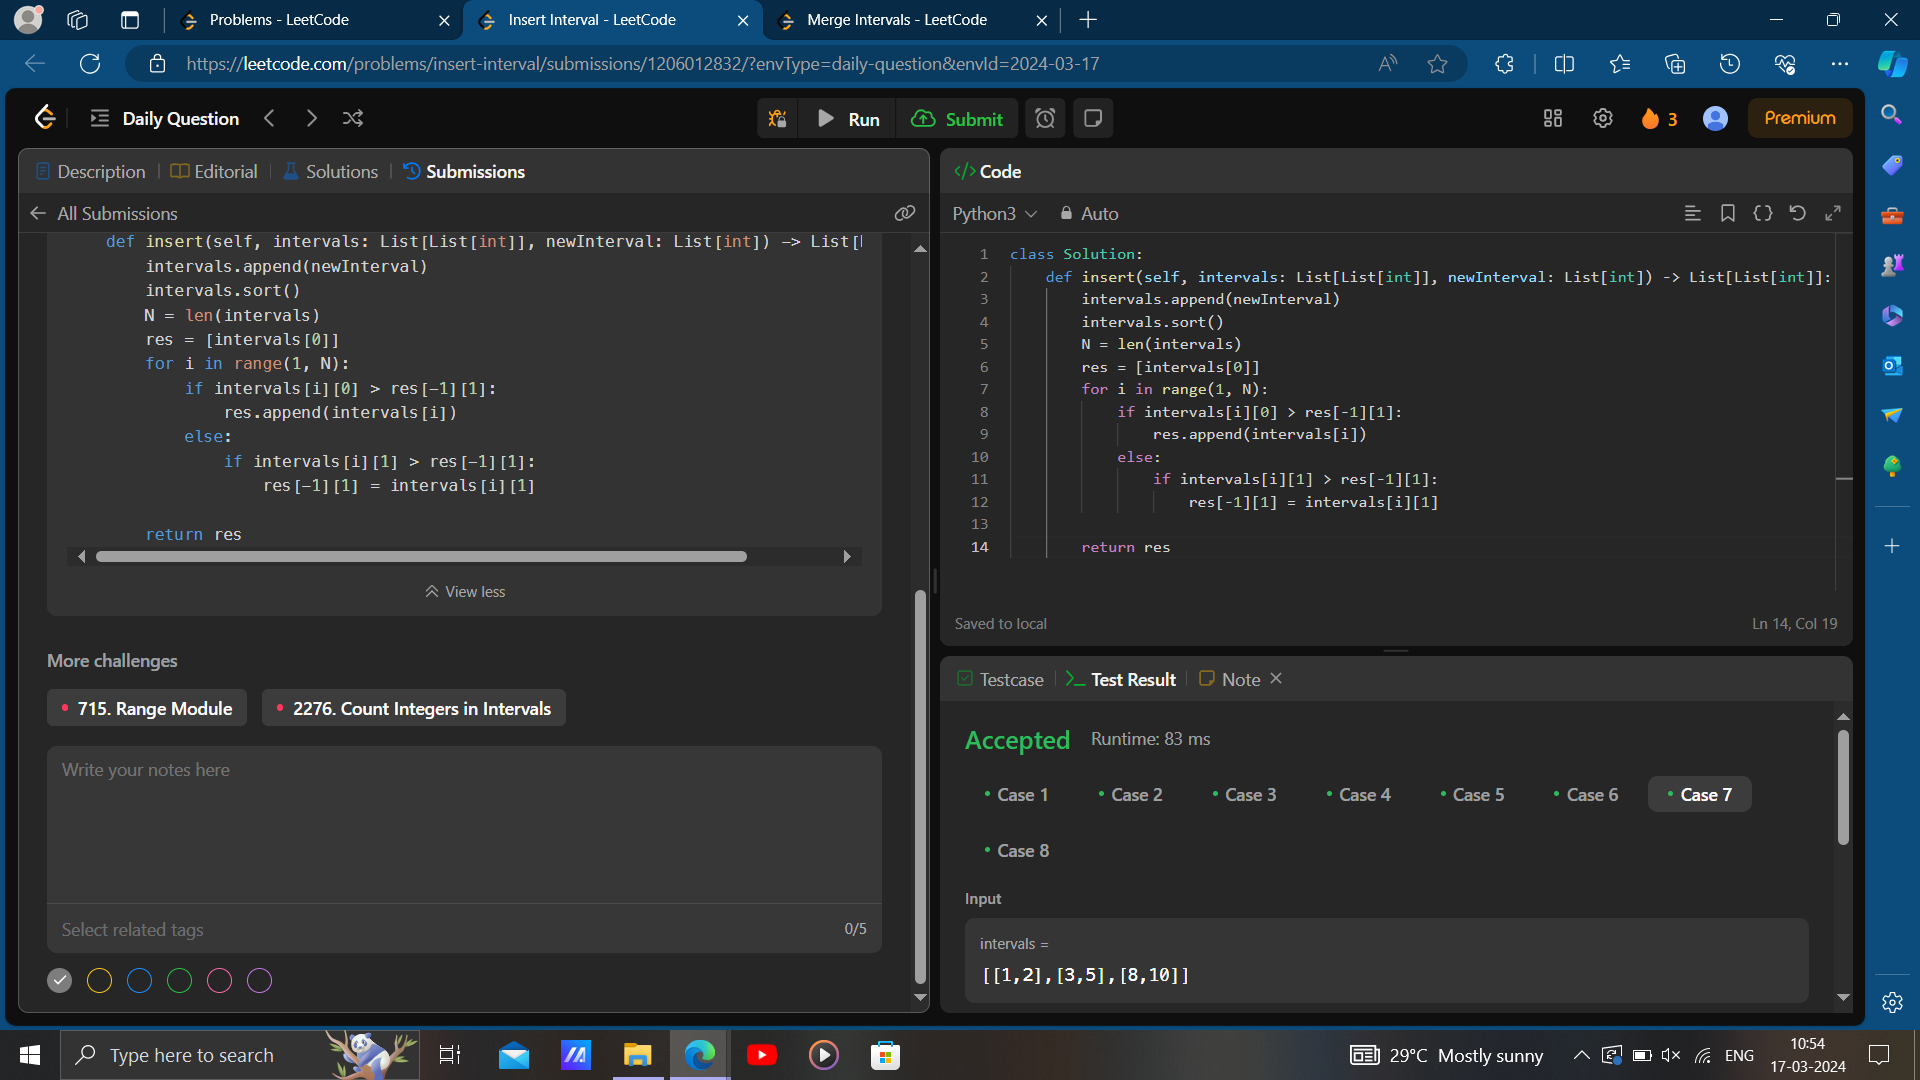 Problems - LeetCode
Insert Interval - LeetCode
Merge Intervals - LeetCode
https://leetcode.com/problems/insert-interval/submissions/1206012832/?envType=daily-question&envId=2024-03-17
Daily Question
Run
Submit
3
Premium
Description
Editorial
Solutions
Submissions
All Submissions
def insert(self, intervals: List[List[int]], newInterval: List[int]) -> List[
intervals.append(newInterval)
intervals.sort()
N = len(intervals)
res = [intervals[0]]
for i in range(1, N):
if intervals[i][0] > res[-1][1]:
res.append(intervals[i])
else:
if intervals[i][1] > res[-1][1]:
res[-1][1] = intervals[i][1]
return res
View less
More challenges
715. Range Module
2276. Count Integers in Intervals
Write your notes here
Select related tags
0/5
</> Code
Python3
Auto
1 class Solution:
2 def insert(self, intervals: List[List[int]], newInterval: List[int]) -> List[List[int]]:
3 intervals.append(newInterval)
4 intervals.sort()
5 N = len(intervals)
6 res = [intervals[0]]
7 for i in range(1, N):
8 if intervals[i][0] > res[-1][1]:
9 res.append(intervals[i])
10 else:
11 if intervals[i][1] > res[-1][1]:
12 res[-1][1] = intervals[i][1]
13
14 return res
Saved to local
Ln 14, Col 19
Testcase
Test Result
Note
Accepted
Runtime: 83 ms
Case 1
Case 2
Case 3
Case 4
Case 5
Case 6
Case 7
Case 8
Input
intervals =
[[1,2],[3,5],[8,10]]
Type here to search
29°C Mostly sunny
ENG
10:54
17-03-2024